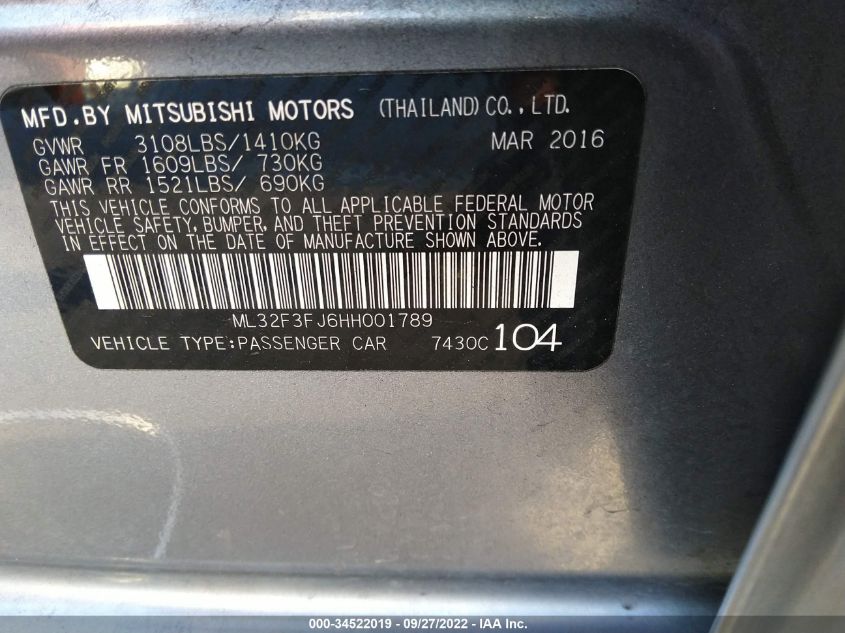 MFD.BY MITSUBISHI MOTORS (THAILAND) CO., LTD.
GVWR 3108LBS/1410KG MAR 2016
GAWR FR 1609LBS/ 730KG
GAWR RR 1521LBS/ 690KG
THIS VEHICLE CONFORMS TO ALL APPLICABLE FEDERAL MOTOR
VEHICLE SAFETY, BUMPER, AND THEFT PREVENTION STANDARDS
IN EFFECT ON THE DATE OF MANUFACTURE SHOWN ABOVE.
ML32F3FJ6HH001789
VEHICLE TYPE:PASSENGER CAR 7430C 104
000-34522019 - 09/27/2022 - IAA Inc.